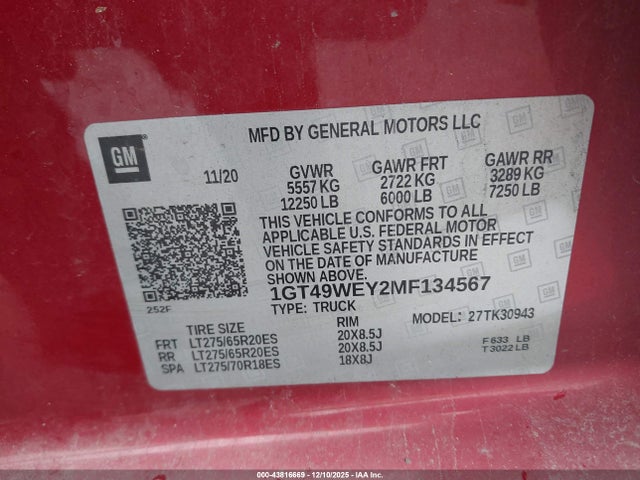 MFD BY GENERAL MOTORS LLC
GM
11/20
GVWR GAWR FRT GAWR RR
5557 KG 2722 KG 3289 KG
12250 LB 6000 LB 7250 LB
THIS VEHICLE CONFORMS TO ALL
APPLICABLE U.S. FEDERAL MOTOR
VEHICLE SAFETY STANDARDS IN EFFECT
ON THE DATE OF MANUFACTURE
SHOWN ABOVE.
252F
1GT49WEY2MF134567
TYPE: TRUCK MODEL: 27TK30943
TIRE SIZE RIM
FRT LT275/65R20ES 20X8.5J F 633 LB
RR LT275/65R20ES 20X8.5J T 3022 LB
SPA LT275/70R18ES 18X8J
00-43816669 · 12/10/2025 · IAA Inc.